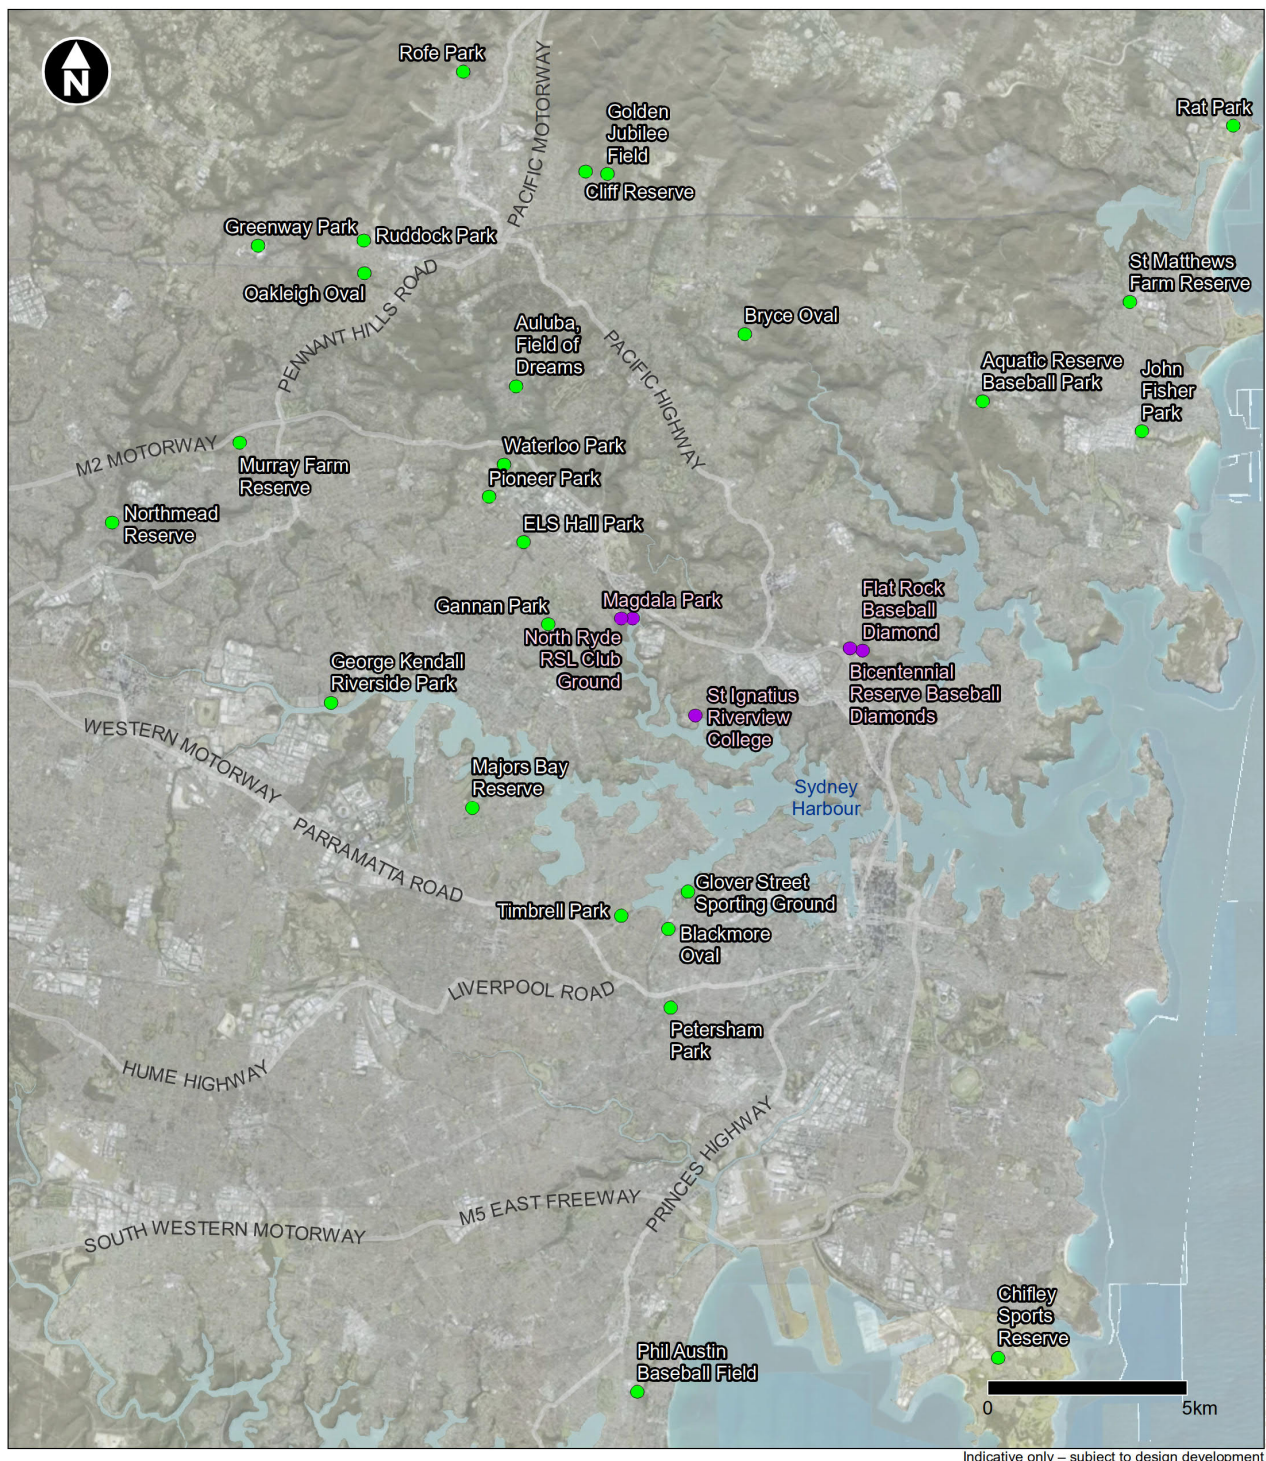 N
Rofe Park
PACIFIC MOTORWAY
Golden
Jubilee
Field
Cliff Reserve
Rat Park
Greenway Park
Ruddock Park
Oakleigh Oval
PENNANT HILLS ROAD
St Matthews
Farm Reserve
Bryce Oval
Auluba,
Field of
Dreams
PACIFIC HIGHWAY
Aquatic Reserve
Baseball Park
John
Fisher
Park
M2 MOTORWAY
Murray Farm
Reserve
Waterloo Park
Pioneer Park
Northmead
Reserve
ELS Hall Park
Gannan Park
Magdala Park
North Ryde
RSL Club
Ground
Flat Rock
Baseball
Diamond
Bicentennial
Reserve Baseball
Diamonds
George Kendall
Riverside Park
St Ignatius
Riverview
College
WESTERN MOTORWAY
Majors Bay
Reserve
Sydney
Harbour
PARRAMATTA ROAD
Glover Street
Sporting Ground
Timbrell Park
Blackmore
Oval
LIVERPOOL ROAD
Petersham
Park
HUME HIGHWAY
PRINCES HIGHWAY
M5 EAST FREEWAY
SOUTH WESTERN MOTORWAY
Chifley
Sports
Reserve
Phil Austin
Baseball Field
0 5km
Indicative only – subject to design development